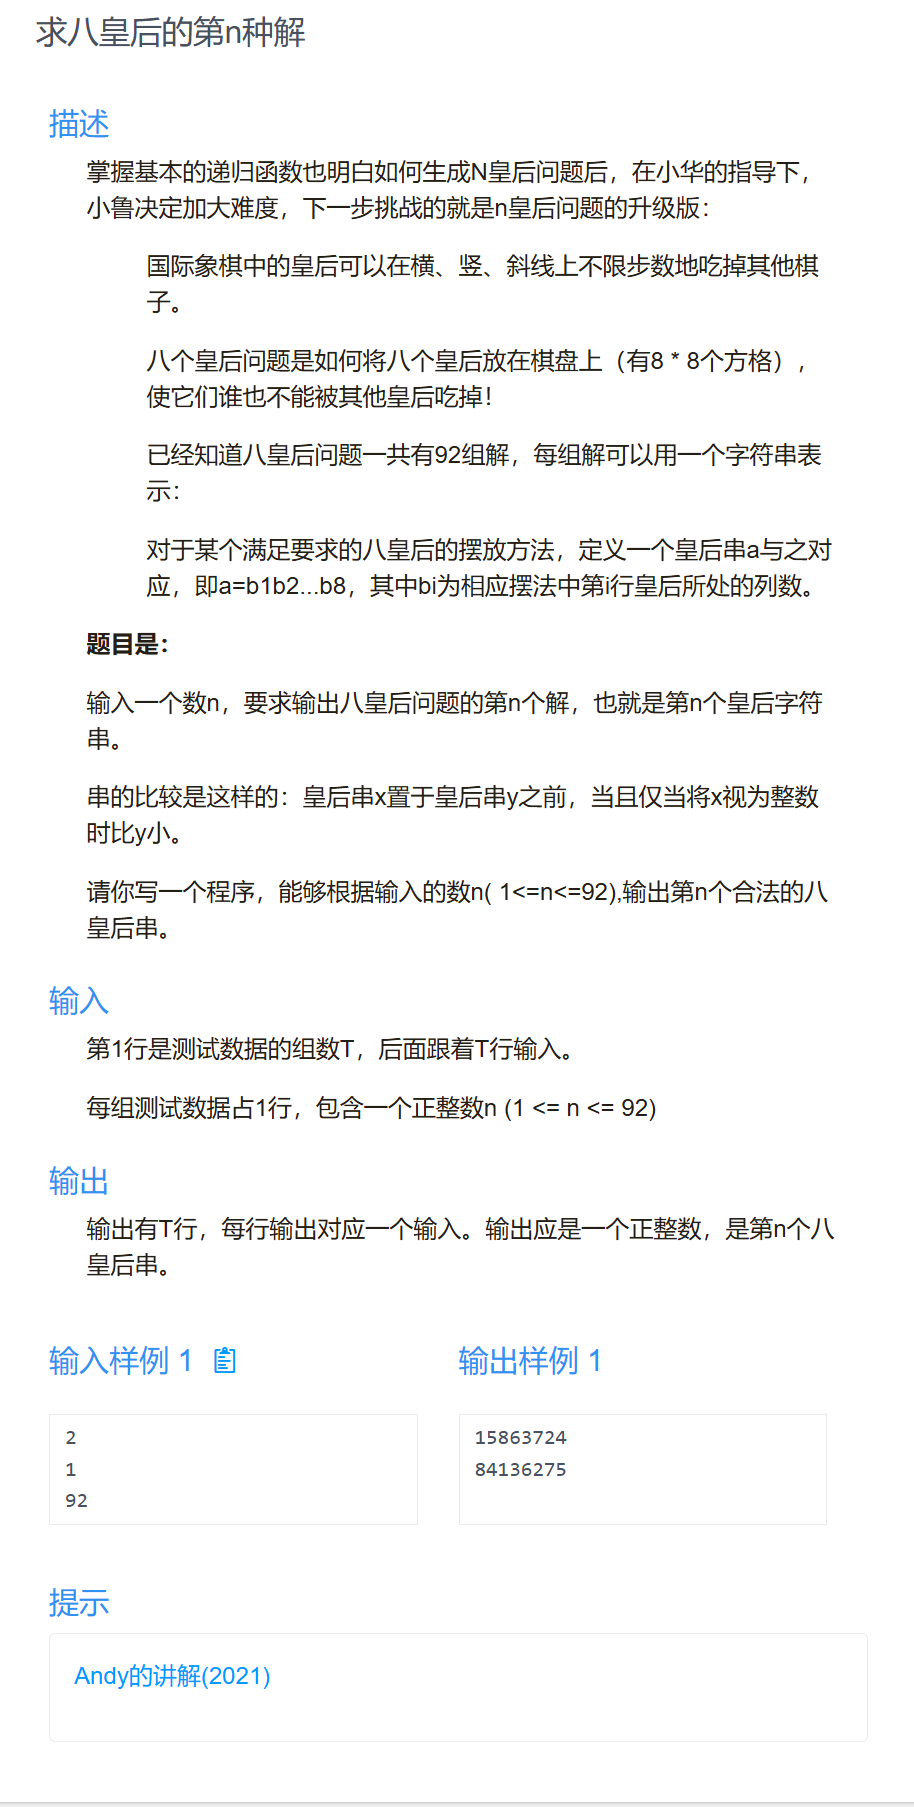 求八皇后的第n种解
描述
掌握基本的递归函数也明白如何生成N皇后问题后，在小华的指导下，
小鲁决定加大难度，下一步挑战的就是n皇后问题的升级版：
国际象棋中的皇后可以在横、竖、斜线上不限步数地吃掉其他棋
子。
八个皇后问题是如何将八个皇后放在棋盘上（有8 * 8个方格），
使它们谁也不能被其他皇后吃掉！
已经知道八皇后问题一共有92组解，每组解可以用一个字符串表
示：
对于某个满足要求的八皇后的摆放方法，定义一个皇后串a与之对
应，即a=b1b2...b8，其中bi为相应摆法中第i行皇后所处的列数。
题目是：
输入一个数n，要求输出八皇后问题的第n个解，也就是第n个皇后字符
串。
串的比较是这样的：皇后串x置于皇后串y之前，当且仅当将x视为整数
时比y小。
请你写一个程序，能够根据输入的数n( 1<=n<=92),输出第n个合法的八
皇后串。
输入
第1行是测试数据的组数T，后面跟着T行输入。
每组测试数据占1行，包含一个正整数n (1 <= n <= 92)
输出
输出有T行，每行输出对应一个输入。输出应是一个正整数，是第n个八
皇后串。
输入样例 1
2
1
92
输出样例 1
15863724
84136275
提示
Andy的讲解(2021)